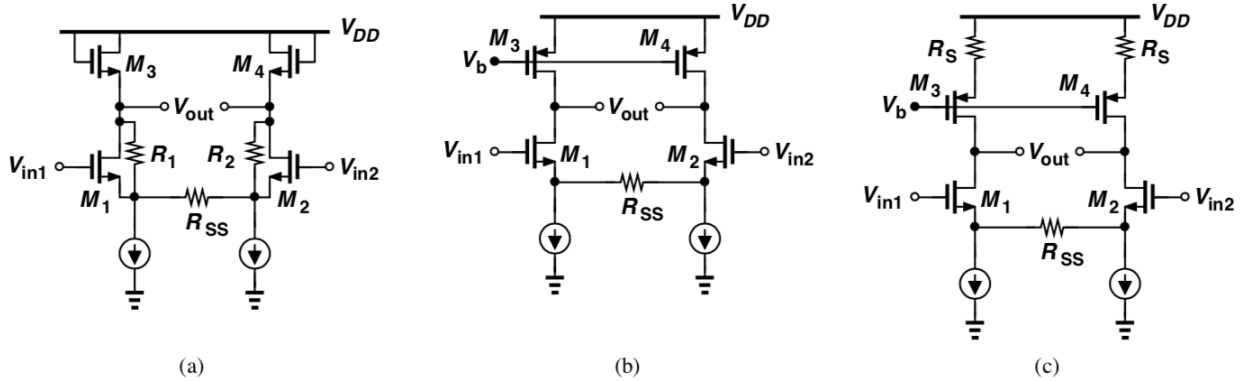 V_DD
M_3
M_4
V_out
R_1
R_2
V_in1
V_in2
M_1
M_2
R_SS
(a)
V_DD
M_3
M_4
V_b
V_out
V_in1
V_in2
M_1
M_2
R_SS
(b)
V_DD
R_S
R_S
M_3
M_4
V_b
V_out
V_in1
V_in2
M_1
M_2
R_SS
(c)